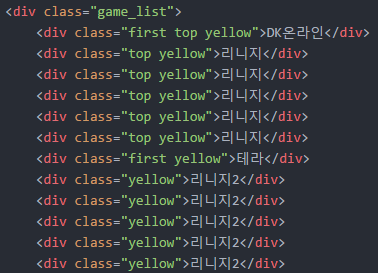 <div class="game_list">
<div class="first top yellow">DK온라인</div>
<div class="top yellow">리니지</div>
<div class="top yellow">리니지</div>
<div class="top yellow">리니지</div>
<div class="top yellow">리니지</div>
<div class="top yellow">리니지</div>
<div class="first yellow">테라</div>
<div class="yellow">리니지2</div>
<div class="yellow">리니지2</div>
<div class="yellow">리니지2</div>
<div class="yellow">리니지2</div>
<div class="yellow">리니지2</div>